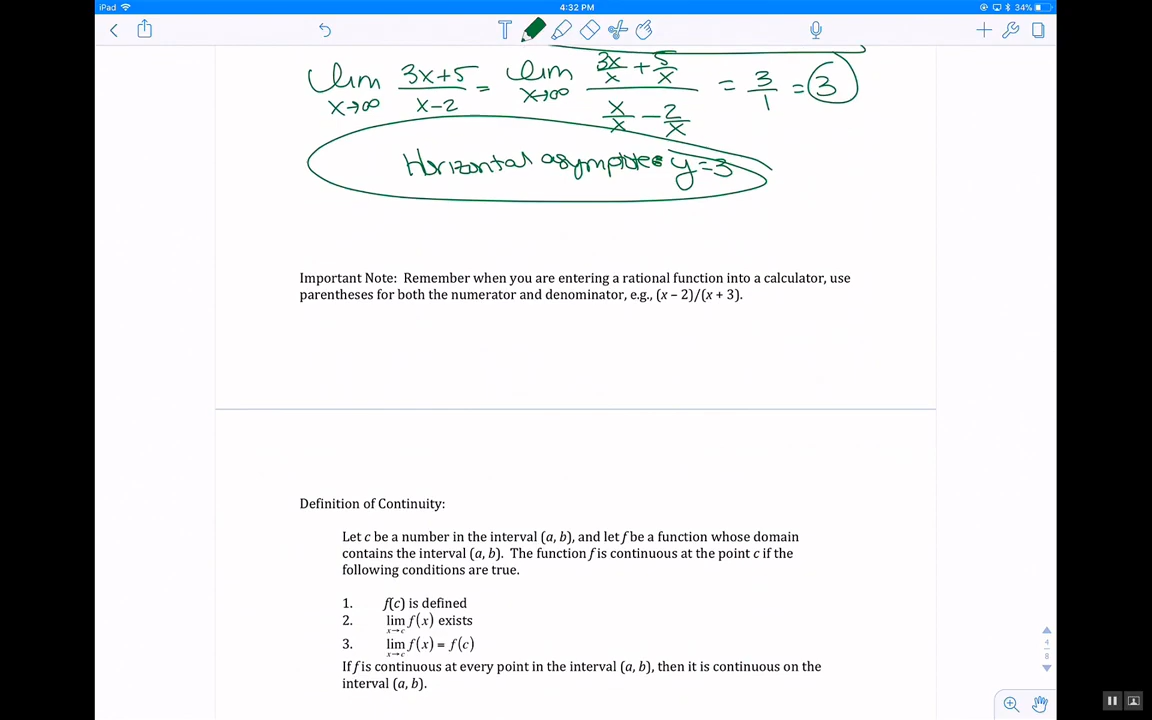 iPad 4:32 PM 34%
lim x→∞ 3x+5 / x-2 = lim x→∞ 3x/x + 5/x / x/x - 2/x = 3/1 = 3
Horizontal asymptote y=3
Important Note: Remember when you are entering a rational function into a calculator, use
parentheses for both the numerator and denominator, e.g., (x – 2)/(x + 3).
Definition of Continuity:
Let c be a number in the interval (a, b), and let f be a function whose domain
contains the interval (a, b). The function f is continuous at the point c if the
following conditions are true.
1. f(c) is defined
2. lim x→c f(x) exists
3. lim x→c f(x) = f(c)
If f is continuous at every point in the interval (a, b), then it is continuous on the
interval (a, b).
4
8